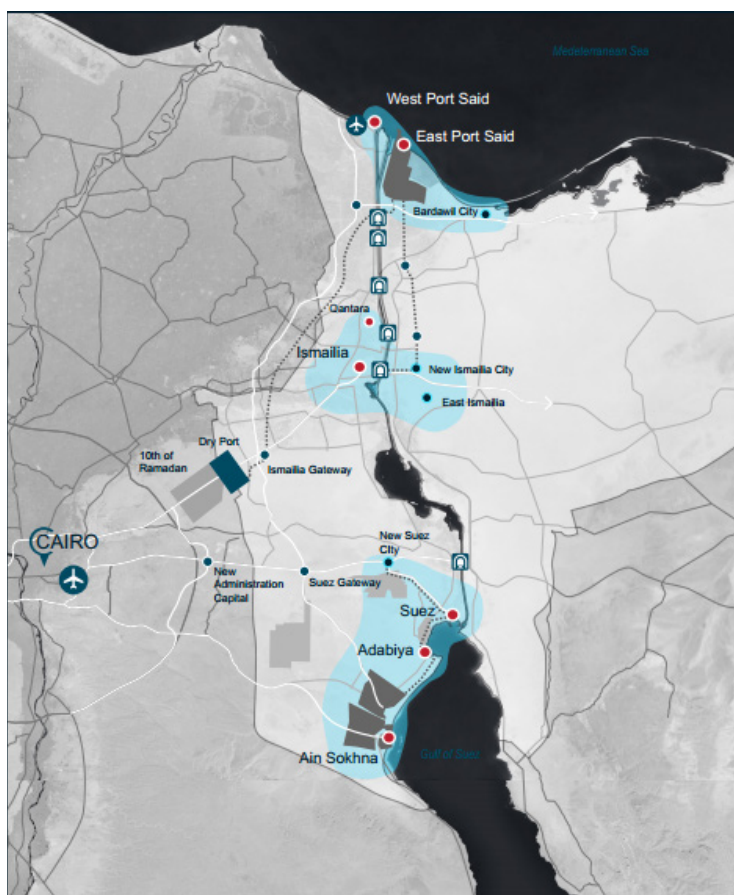 Medeterranean Sea
West Port Said
East Port Said
Bardawil City
Qantara
Ismailia
New Ismailia City
East Ismailia
Dry Port
10th of
Ramadan
Ismailia Gateway
CAIRO
New Suez
City
New
Administration
Capital
Suez Gateway
Suez
Adabiya
Gulf of Suez
Ain Sokhna